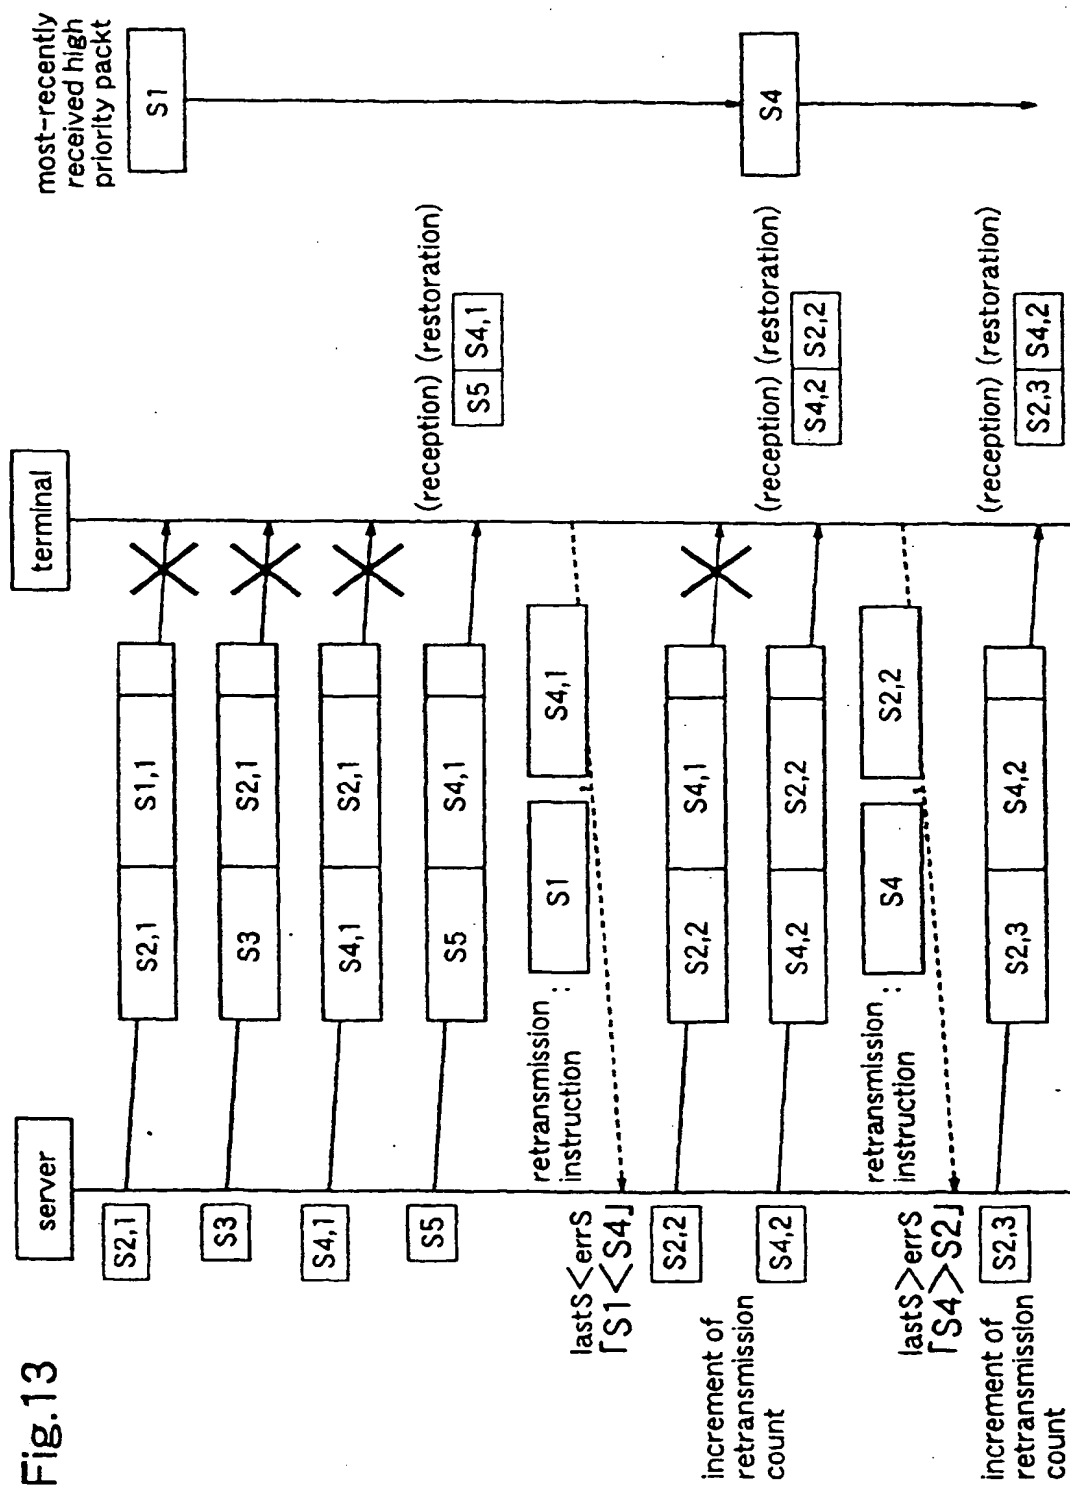 Fig.13
server
terminal
most-recently
received high
priority packt
S1
S2,1
S2,1
S1,1
S3
S3
S2,1
S4,1
S4,1
S2,1
S5
S5
S4,1
(reception) (restoration)
S5
S4,1
retransmission
instruction
:
S1
,
S4,1
lastS<errS
「S1<S4」
increment of
retransmission
count
S2,2
S2,2
S4,1
S4
S4,2
S4,2
S2,2
(reception) (restoration)
S4,2
S2,2
retransmission
instruction
:
S4
,
S2,2
lastS>errS
「S4>S2」
increment of
retransmission
count
S2,3
S2,3
S4,2
(reception) (restoration)
S2,3
S4,2